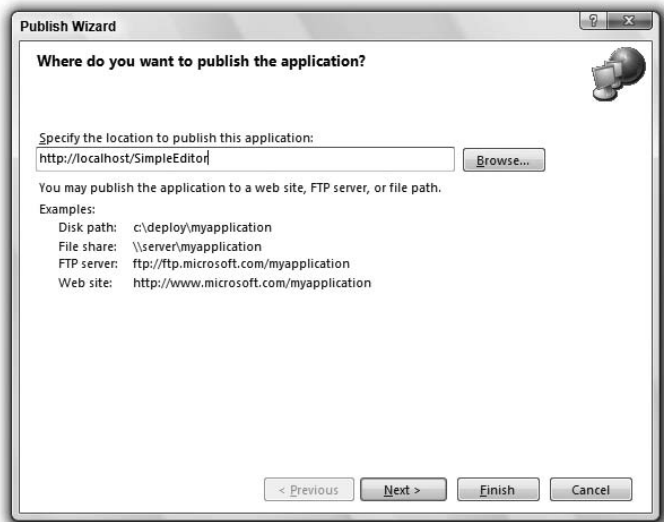 Publish Wizard
Where do you want to publish the application?
Specify the location to publish this application:
http://localhost/SimpleEditor
Browse...
You may publish the application to a web site, FTP server, or file path.
Examples:
Disk path: c:\deploy\myapplication
File share: \\server\myapplication
FTP server: ftp://ftp.microsoft.com/myapplication
Web site: http://www.microsoft.com/myapplication
< Previous Next > Finish Cancel